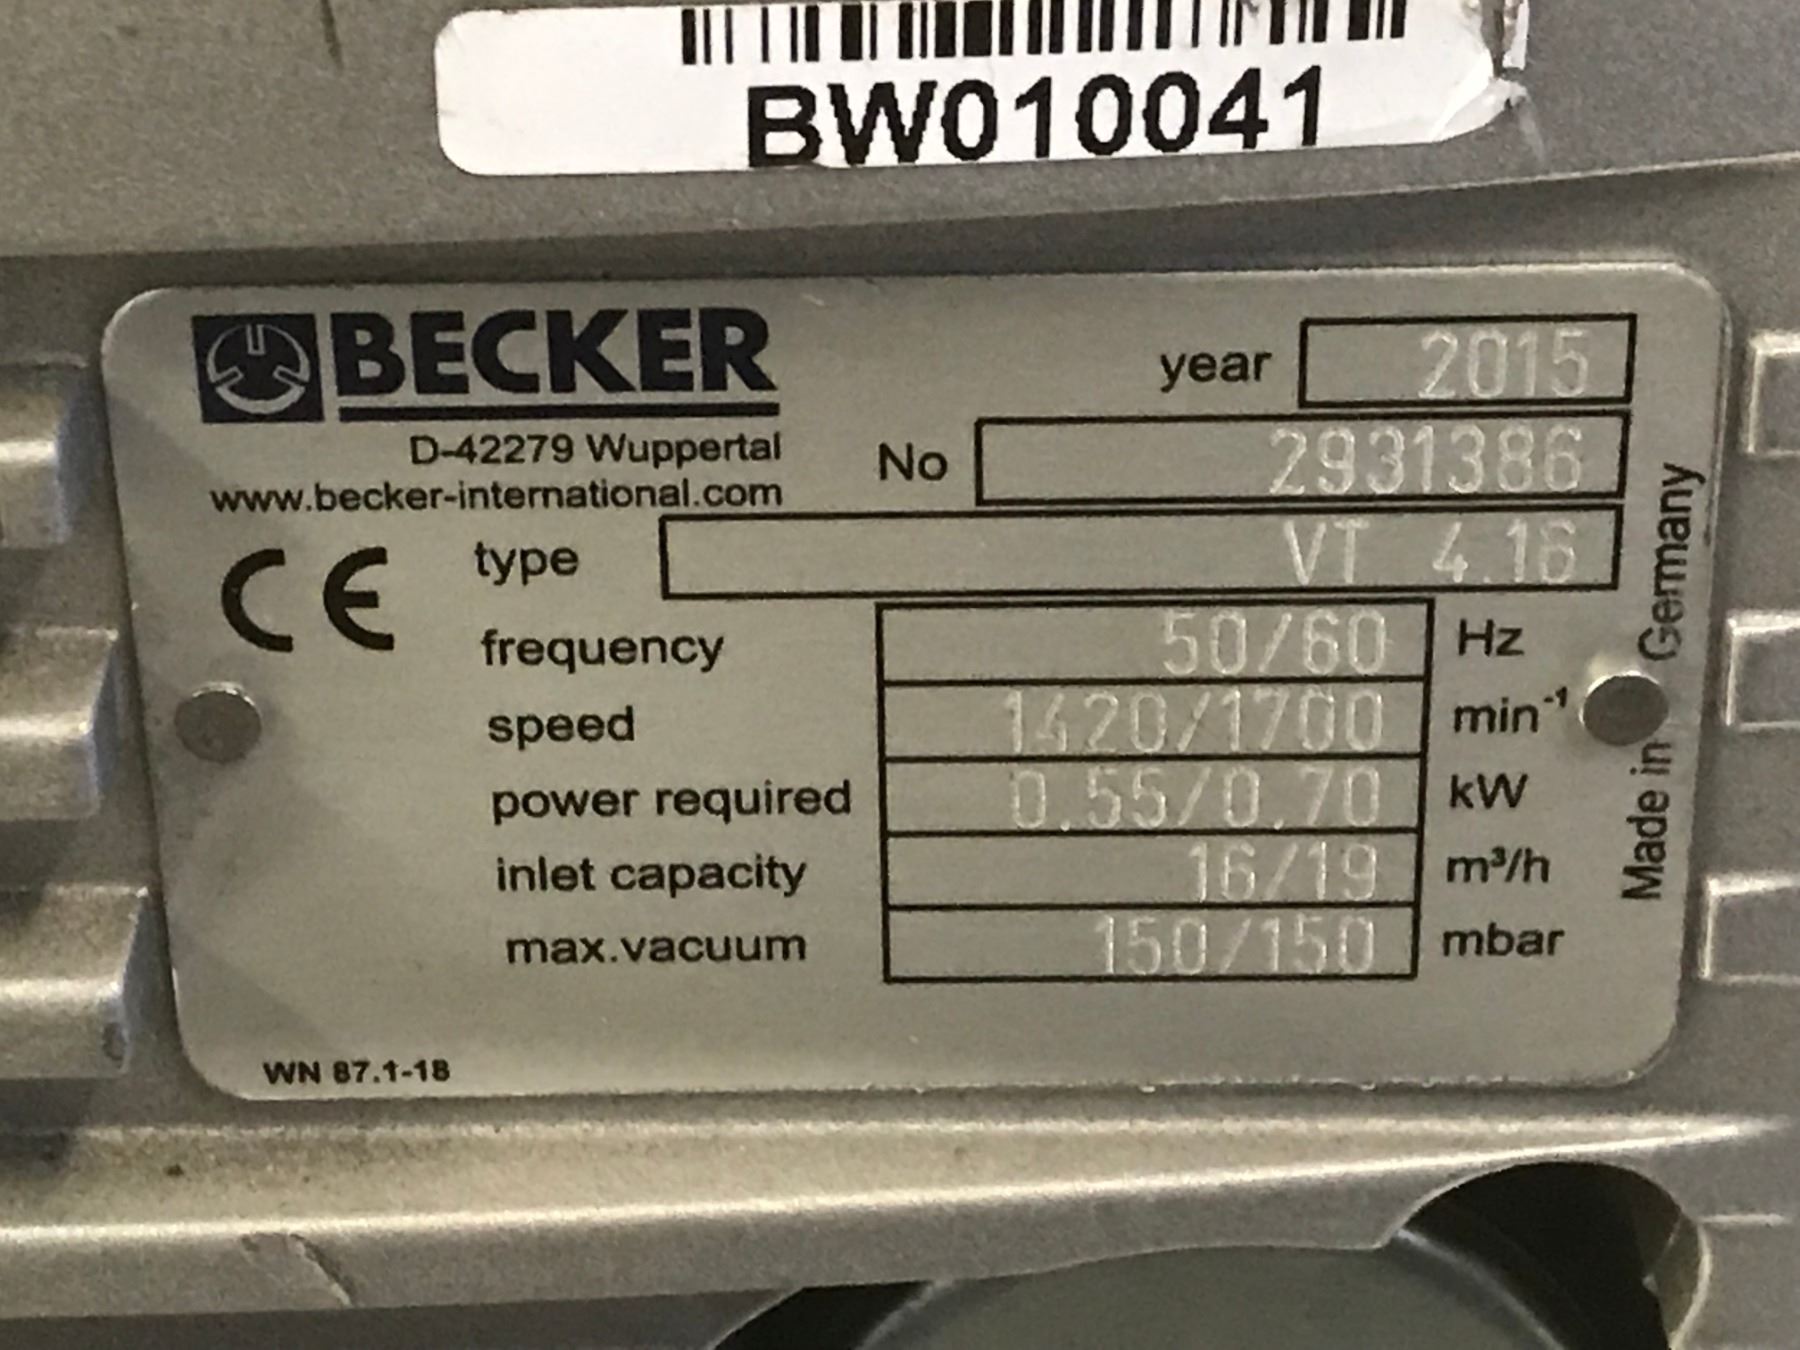 BW010041
BECKER
D-42279 Wuppertal
www.becker-international.com
CE
year 2015
No 2931386
type VT 4.16
frequency 50/60 Hz
speed 1420/1700 min⁻¹
power required 0.55/0.70 kW
inlet capacity 16/19 m³/h
max.vacuum 150/150 mbar
Made in Germany
WN 87.1-18